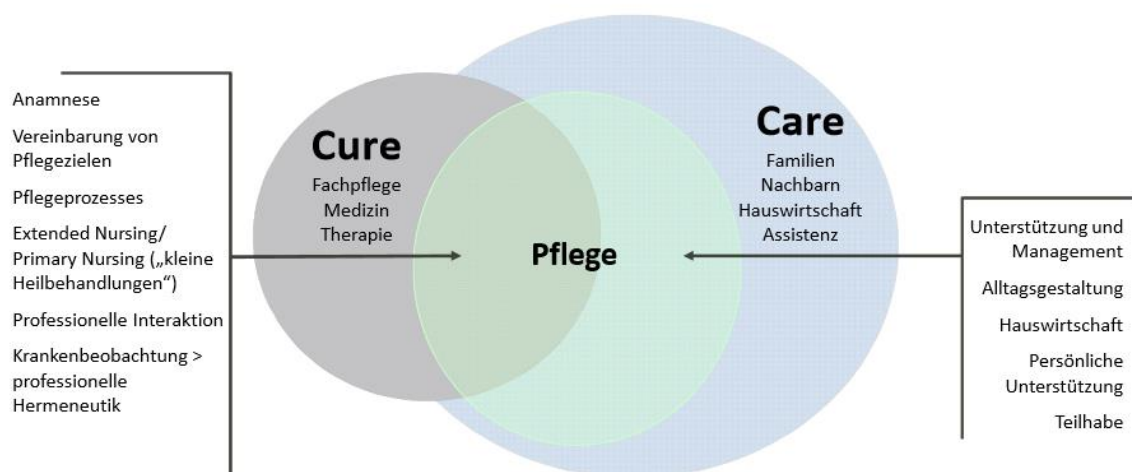 Anamnese
Vereinbarung von
Pflegezielen
Pflegeprozesses
Extended Nursing/
Primary Nursing („kleine
Heilbehandlungen“)
Professionelle Interaktion
Krankenbeobachtung >
professionelle
Hermeneutik
Cure
Fachpflege
Medizin
Therapie
Pflege
Care
Familien
Nachbarn
Hauswirtschaft
Assistenz
Unterstützung und
Management
Alltagsgestaltung
Hauswirtschaft
Persönliche
Unterstützung
Teilhabe